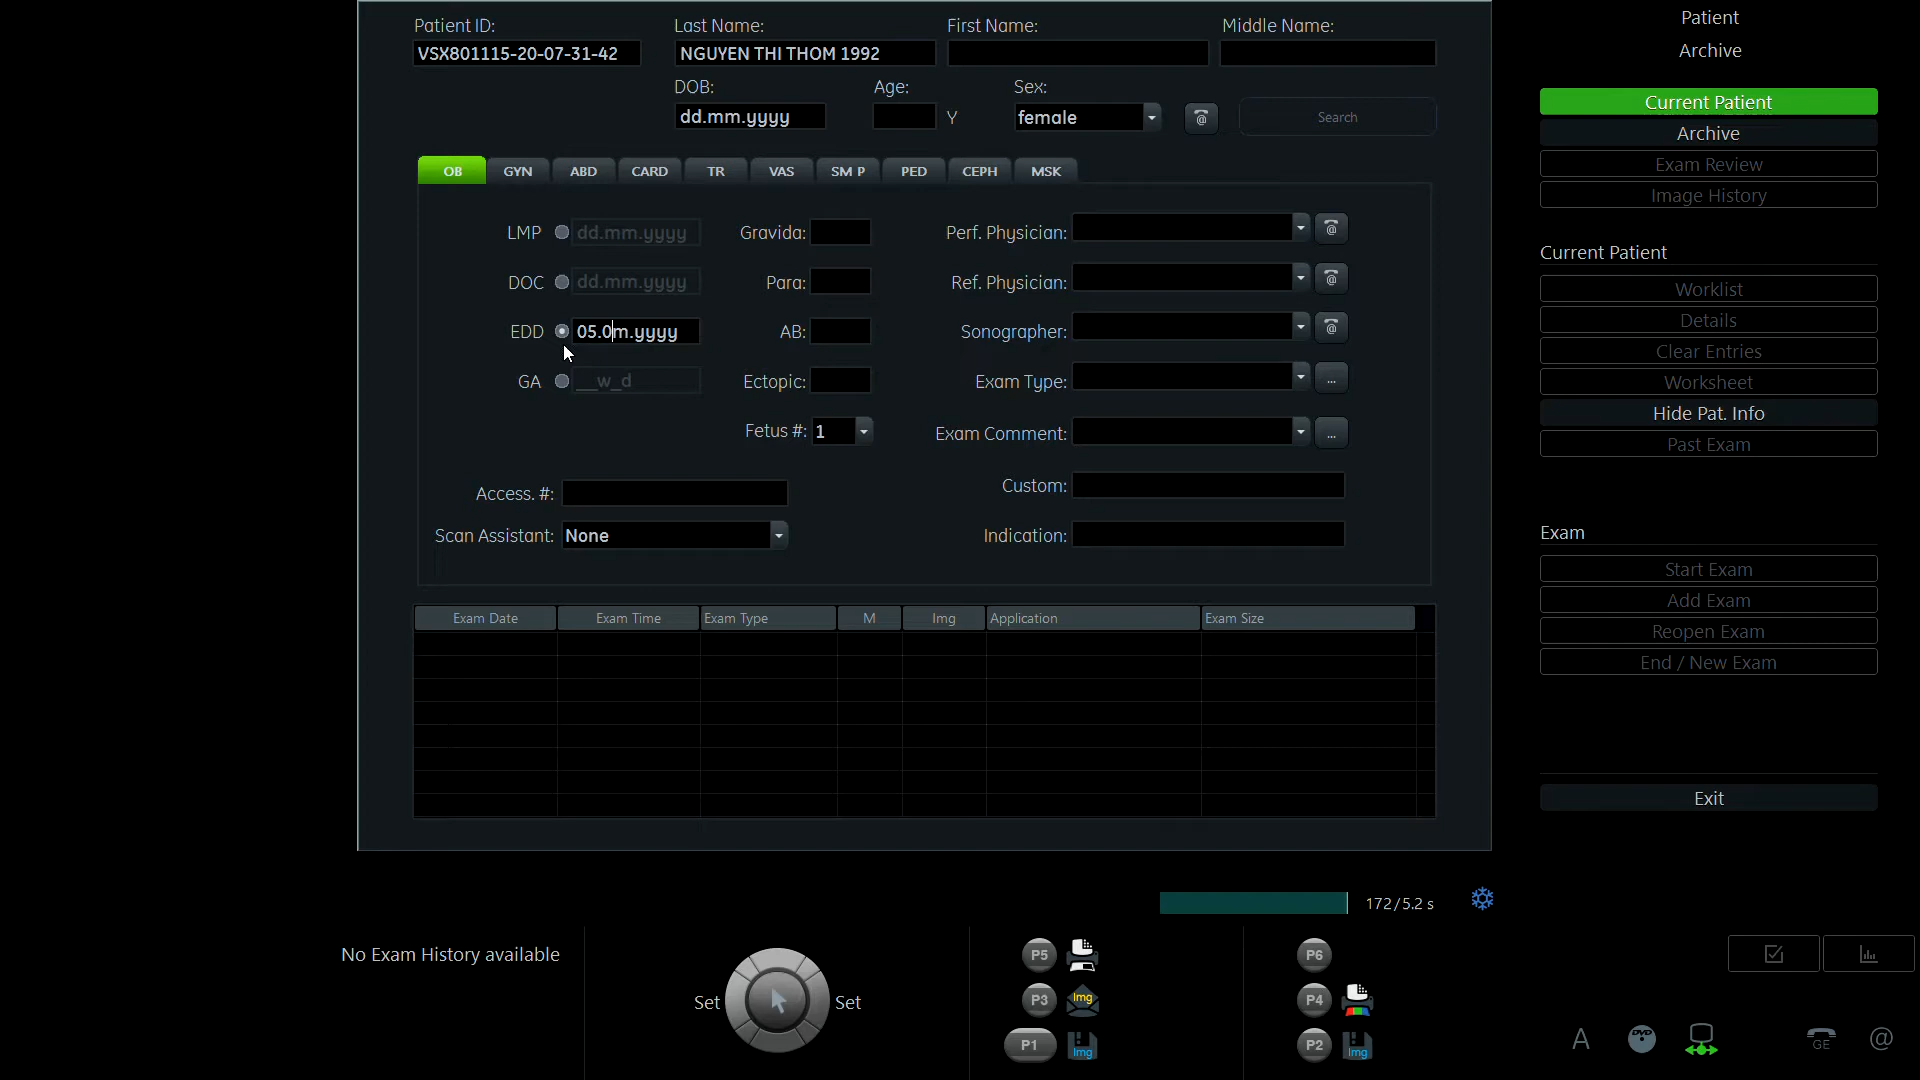 Patient ID: Last Name: First Name: Middle Name:
VSX801115-20-07-31-42 NGUYEN THI THOM 1992
DOB: Age: Sex:
dd.mm.yyyy Y female @ Search
OB GYN ABD CARD TR VAS SM P PED CEPH MSK
LMP dd.mm.yyyy Gravida: Perf. Physician: @
DOC dd.mm.yyyy Para: Ref. Physician: @
EDD 05.0m.yyyy AB: Sonographer: @
GA __w_d Ectopic: Exam Type: ...
Fetus #: 1 Exam Comment: ...
Access. #: Custom:
Scan Assistant: None Indication:
Exam Date Exam Time Exam Type M Img Application Exam Size
172/5.2 s
No Exam History available
Set Set
P5 P6
P3 Img P4
P1 Img P2 Img
Patient
Archive
Current Patient
Archive
Exam Review
Image History
Current Patient
Worklist
Details
Clear Entries
Worksheet
Hide Pat. Info
Past Exam
Exam
Start Exam
Add Exam
Reopen Exam
End / New Exam
Exit
A DVD GE @